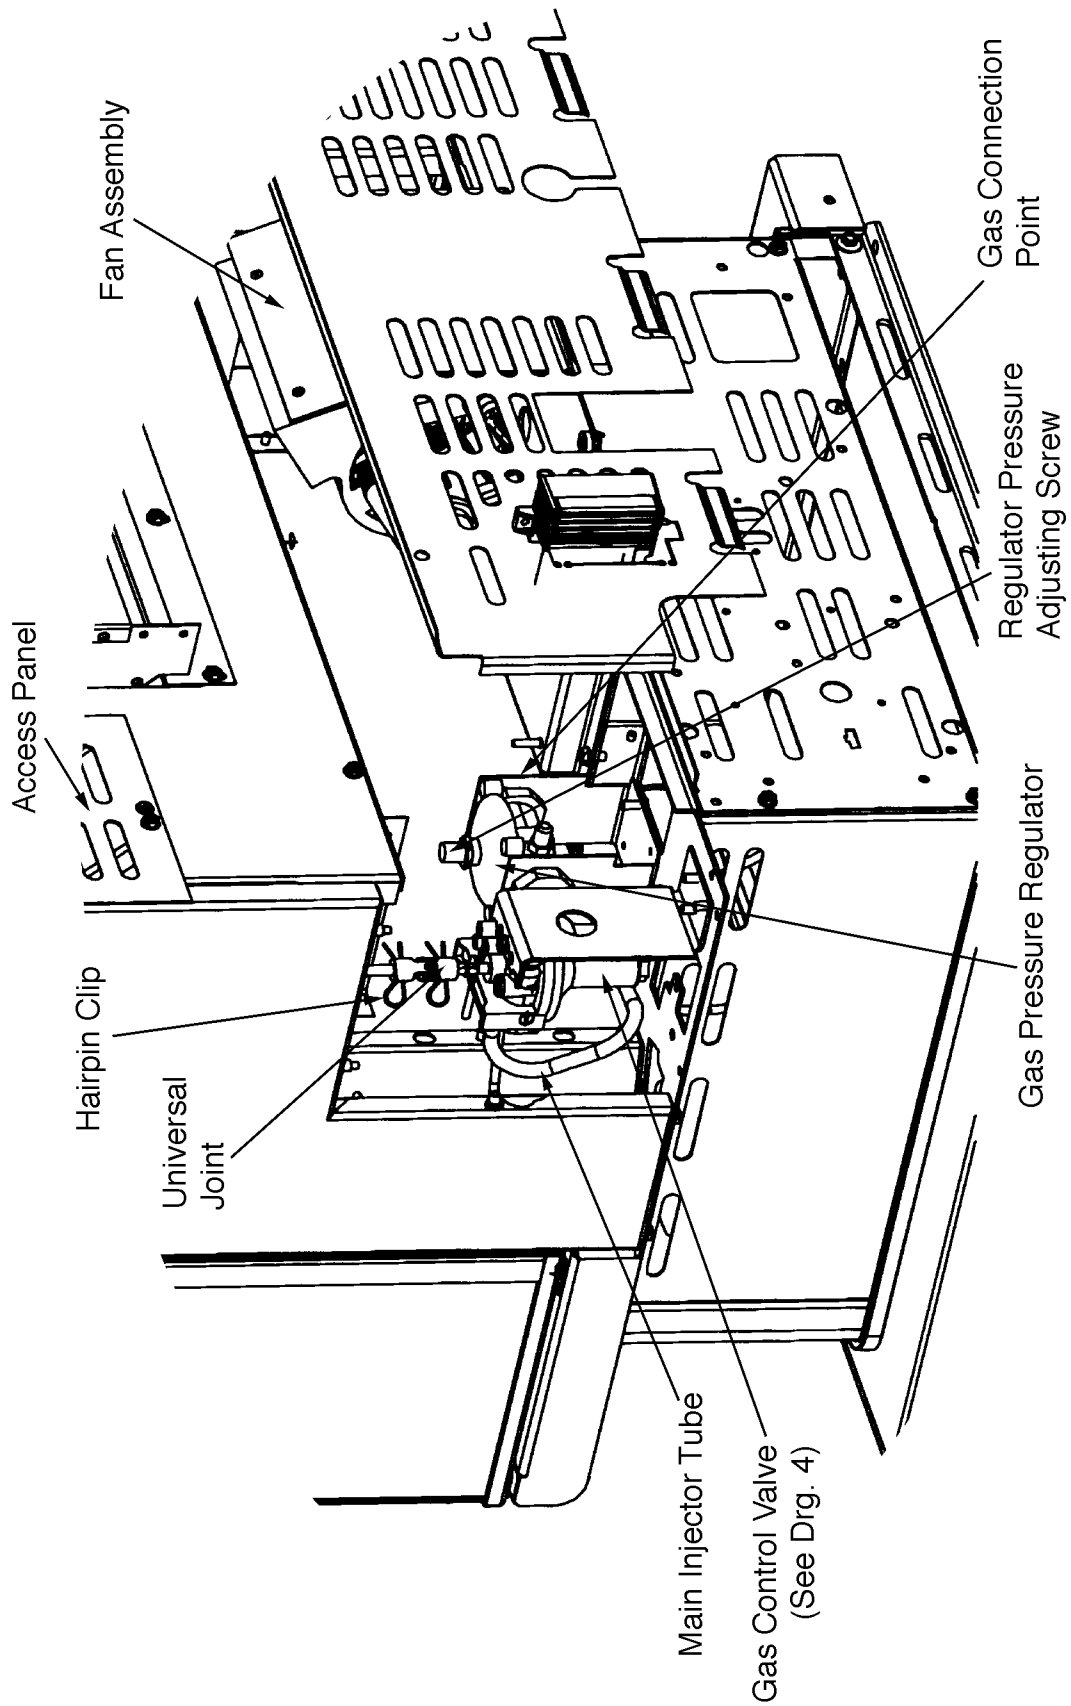 Access Panel
Fan Assembly
Hairpin Clip
Universal
Joint
Main Injector Tube
Gas Control Valve
(See Drg. 4)
Gas Pressure Regulator
Regulator Pressure
Adjusting Screw
Gas Connection
Point